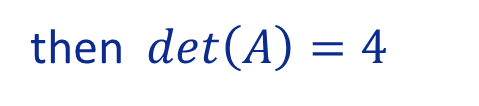 then det(A) = 4